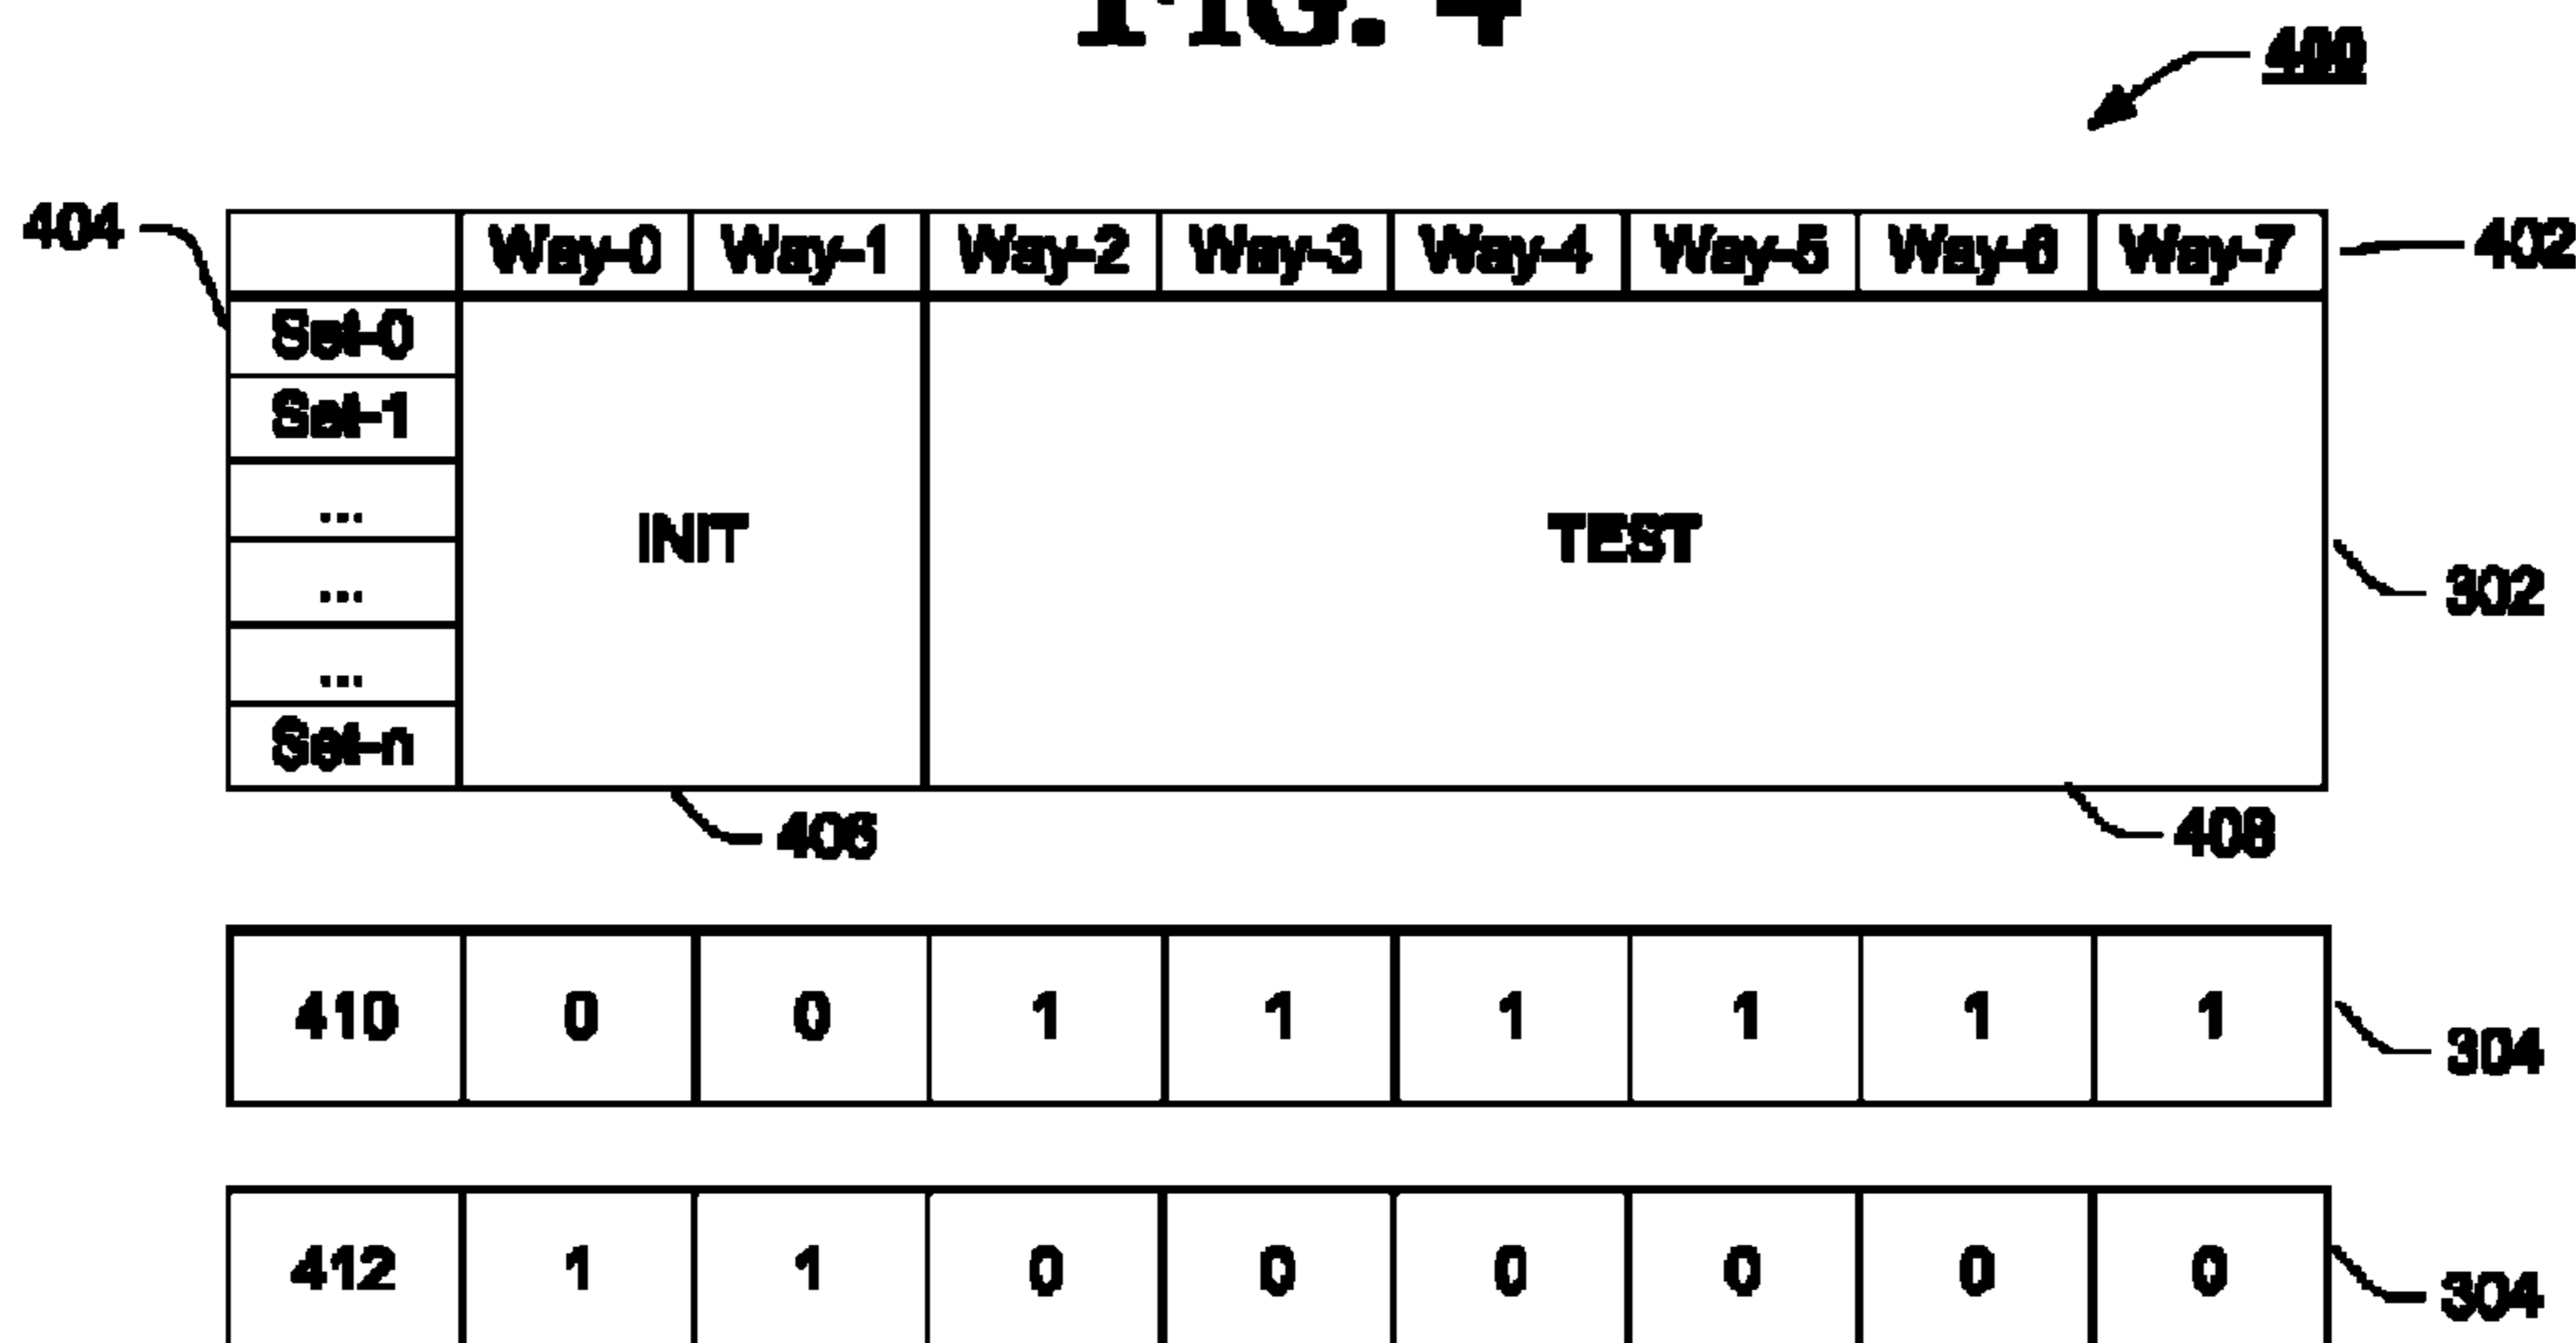 FIG. 4
400
404
Way-0 Way-1 Way-2 Way-3 Way-4 Way-5 Way-6 Way-7
402
Set-0
Set-1
...
INIT TEST
...
302
...
Set-n
406
408
410 0 0 1 1 1 1 1 1
304
412 1 1 0 0 0 0 0 0
304